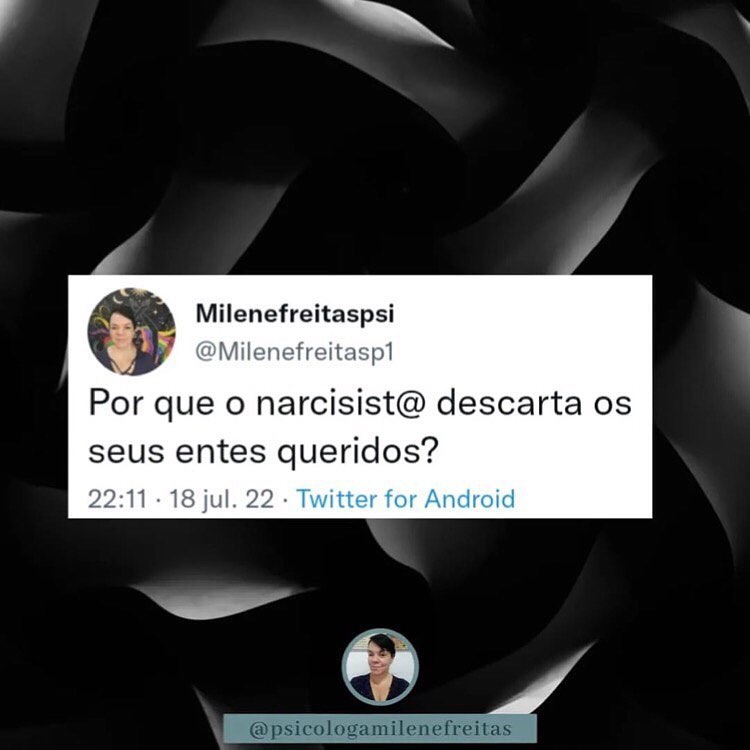 Milenefreitaspsi
@Milenefreitasp1
Por que o narcisist@ descarta os
seus entes queridos?
22:11 · 18 jul. 22 · Twitter for Android
@psicologamilenefreitas